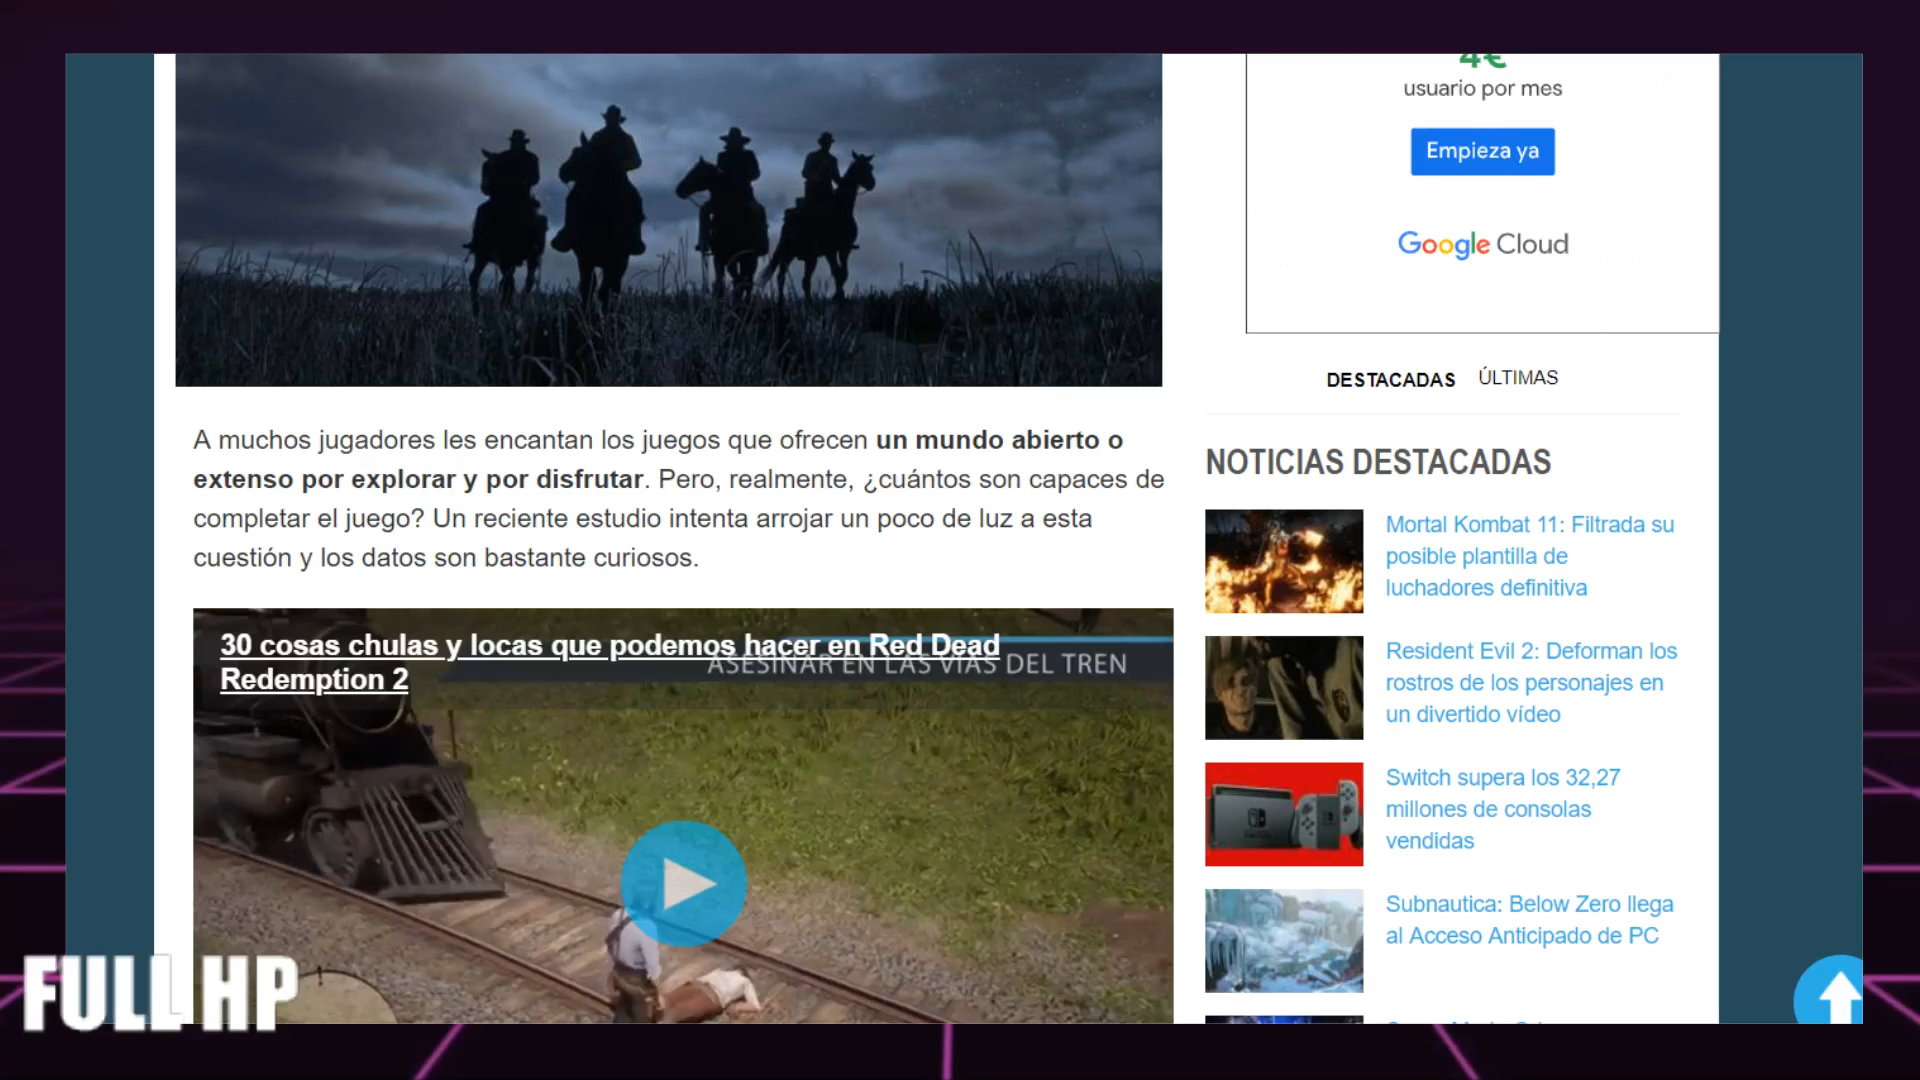 4€
usuario por mes
Empieza ya
Google Cloud
DESTACADAS ÚLTIMAS
A muchos jugadores les encantan los juegos que ofrecen un mundo abierto o
extenso por explorar y por disfrutar. Pero, realmente, ¿cuántos son capaces de
completar el juego? Un reciente estudio intenta arrojar un poco de luz a esta
cuestión y los datos son bastante curiosos.
30 cosas chulas y locas que podemos hacer en Red Dead
Redemption 2
ASESINAR EN LAS VÍAS DEL TREN
NOTICIAS DESTACADAS
Mortal Kombat 11: Filtrada su
posible plantilla de
luchadores definitiva
Resident Evil 2: Deforman los
rostros de los personajes en
un divertido vídeo
Switch supera los 32,27
millones de consolas
vendidas
Subnautica: Below Zero llega
al Acceso Anticipado de PC
FULL HP